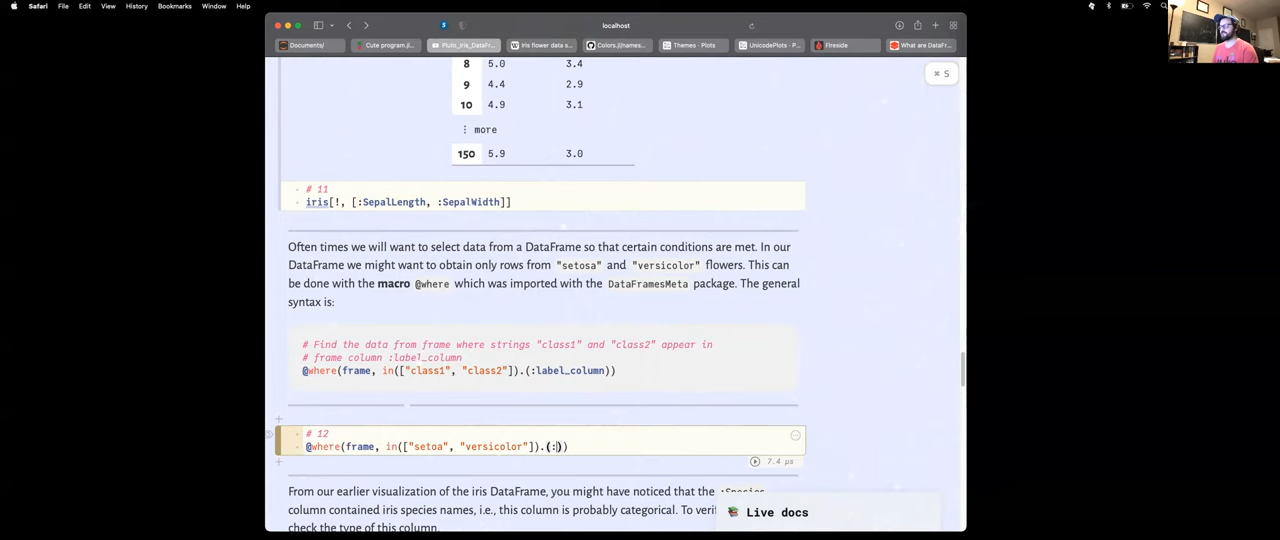 Safari File Edit View History Bookmarks Window Help
localhost
Documents/ Cute program.jl... Pluto_Iris_DataFr... Iris flower data s... Colors.jl/names... Themes · Plots UnicodePlots · P... Fireside What are DataFr...
8 5.0 3.4
⌘ S
9 4.4 2.9
10 4.9 3.1
⋮ more
150 5.9 3.0
# 11
iris[!, [:SepalLength, :SepalWidth]]
Often times we will want to select data from a DataFrame so that certain conditions are met. In our
DataFrame we might want to obtain only rows from "setosa" and "versicolor" flowers. This can
be done with the macro @where which was imported with the DataFramesMeta package. The general
syntax is:
# Find the data from frame where strings "class1" and "class2" appear in
# frame column :label_column
@where(frame, in(["class1", "class2"]).(:label_column))
# 12
@where(frame, in(["setoa", "versicolor"]).(:))
7.4 ps
From our earlier visualization of the iris DataFrame, you might have noticed that the :Species
column contained iris species names, i.e., this column is probably categorical. To verif
Live docs
check the type of this column.